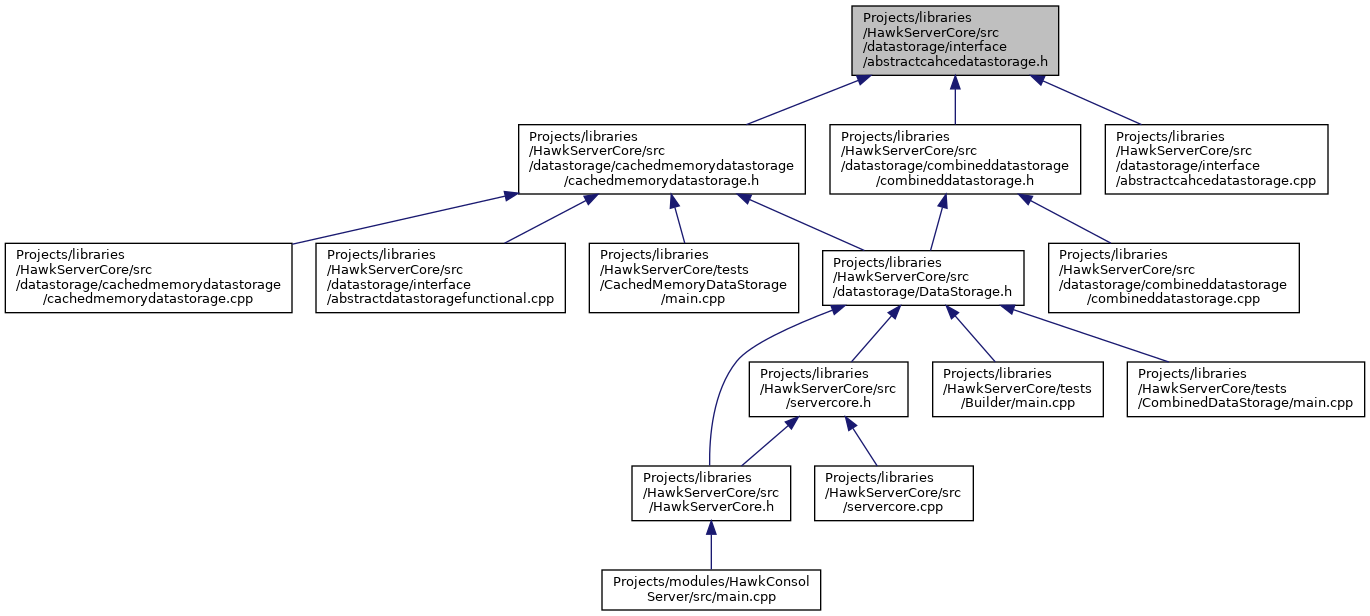 Projects/libraries
/HawkServerCore/src
/datastorage/interface
/abstractcahcedatastorage.h
Projects/libraries
/HawkServerCore/src
/datastorage/cachedmemorydatastorage
/cachedmemorydatastorage.h
Projects/libraries
/HawkServerCore/src
/datastorage/combineddatastorage
/combineddatastorage.h
Projects/libraries
/HawkServerCore/src
/datastorage/interface
/abstractcahcedatastorage.cpp
Projects/libraries
/HawkServerCore/src
/datastorage/cachedmemorydatastorage
/cachedmemorydatastorage.cpp
Projects/libraries
/HawkServerCore/src
/datastorage/interface
/abstractdatastoragefunctional.cpp
Projects/libraries
/HawkServerCore/tests
/CachedMemoryDataStorage
/main.cpp
Projects/libraries
/HawkServerCore/src
/datastorage/DataStorage.h
Projects/libraries
/HawkServerCore/src
/datastorage/combineddatastorage
/combineddatastorage.cpp
Projects/libraries
/HawkServerCore/src
/servercore.h
Projects/libraries
/HawkServerCore/tests
/Builder/main.cpp
Projects/libraries
/HawkServerCore/tests
/CombinedDataStorage/main.cpp
Projects/libraries
/HawkServerCore/src
/HawkServerCore.h
Projects/libraries
/HawkServerCore/src
/servercore.cpp
Projects/modules/HawkConsol
Server/src/main.cpp